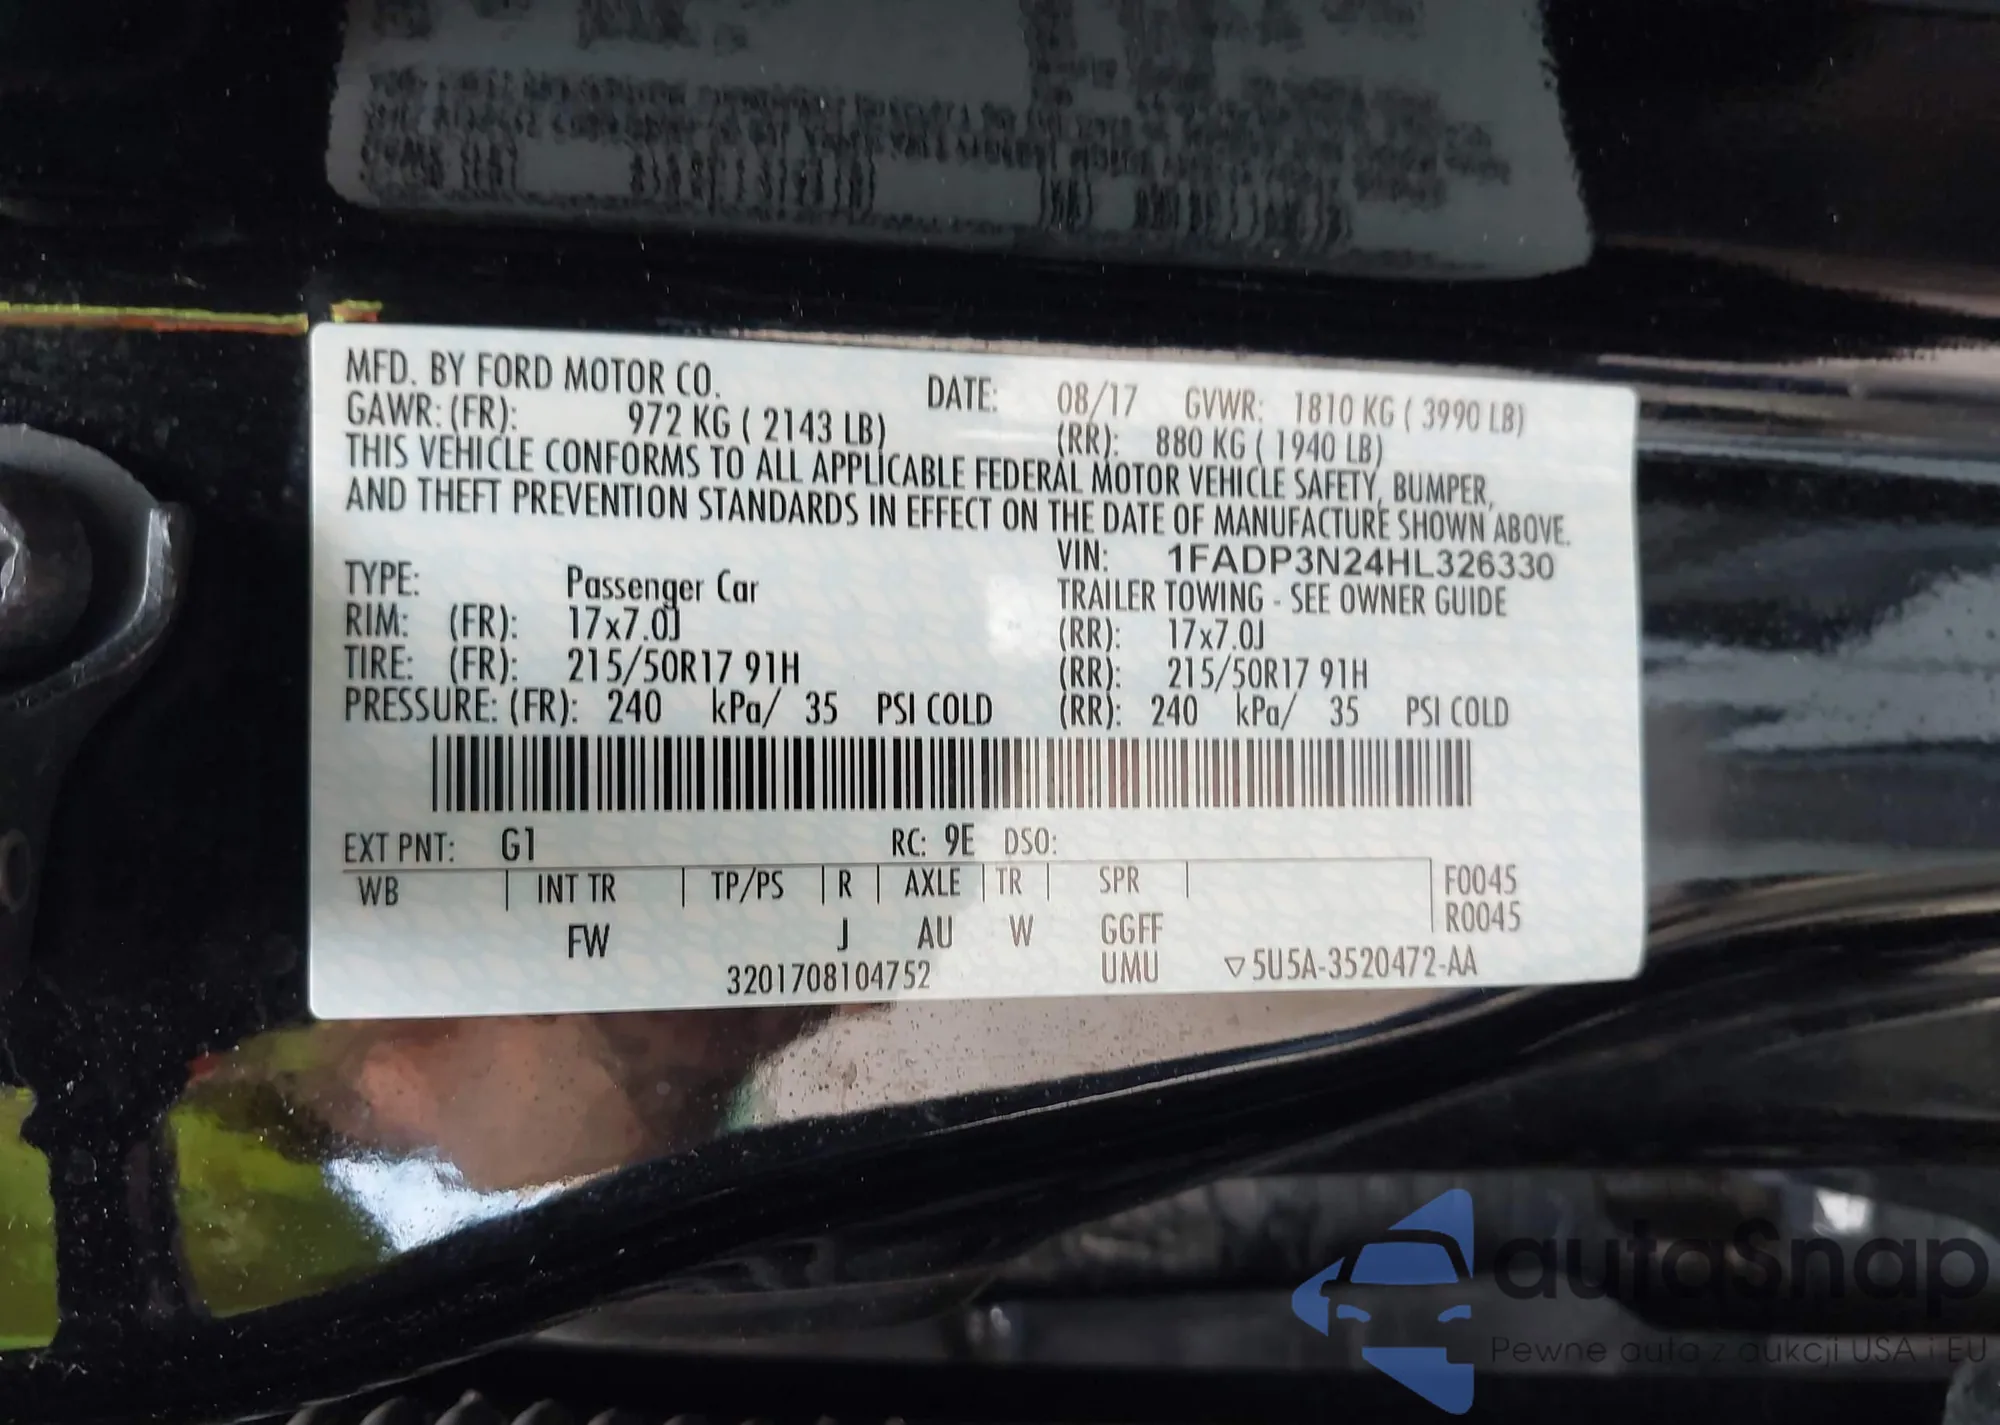 MFD. BY FORD MOTOR CO. DATE: 08/17 GVWR: 1810 KG ( 3990 LB)
GAWR: (FR): 972 KG ( 2143 LB) (RR): 880 KG ( 1940 LB)
THIS VEHICLE CONFORMS TO ALL APPLICABLE FEDERAL MOTOR VEHICLE SAFETY, BUMPER,
AND THEFT PREVENTION STANDARDS IN EFFECT ON THE DATE OF MANUFACTURE SHOWN ABOVE.
VIN: 1FADP3N24HL326330
TYPE: Passenger Car TRAILER TOWING - SEE OWNER GUIDE
RIM: (FR): 17x7.0J (RR): 17x7.0J
TIRE: (FR): 215/50R17 91H (RR): 215/50R17 91H
PRESSURE: (FR): 240 kPa/ 35 PSI COLD (RR): 240 kPa/ 35 PSI COLD
EXT PNT: G1 RC: 9E DSO:
WB INT TR TP/PS R AXLE TR SPR F0045
R0045
FW J AU W GGFF
3201708104752 UMU ▽5U5A-3520472-AA
autaSnap
Pewne auta z aukcji USA i EU